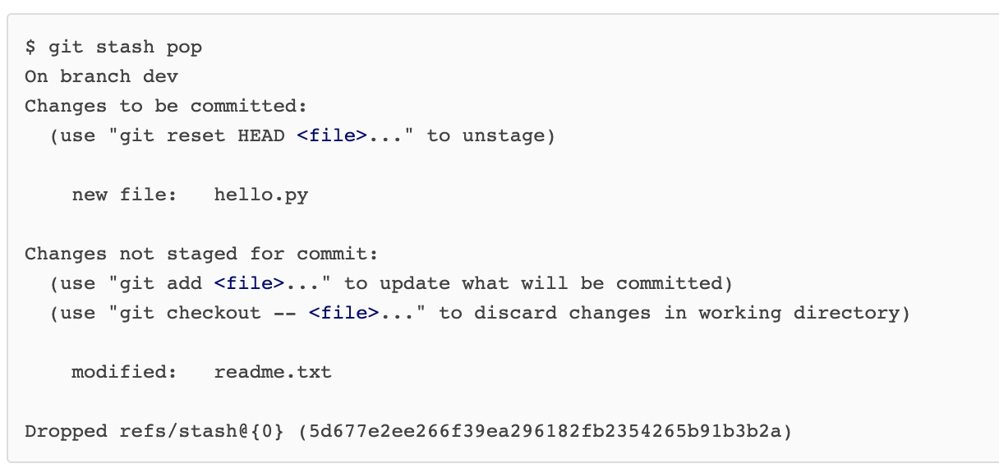 $ git stash pop
On branch dev
Changes to be committed:
  (use "git reset HEAD <file>..." to unstage)

    new file:   hello.py

Changes not staged for commit:
  (use "git add <file>..." to update what will be committed)
  (use "git checkout -- <file>..." to discard changes in working directory)

    modified:   readme.txt

Dropped refs/stash@{0} (5d677e2ee266f39ea296182fb2354265b91b3b2a)